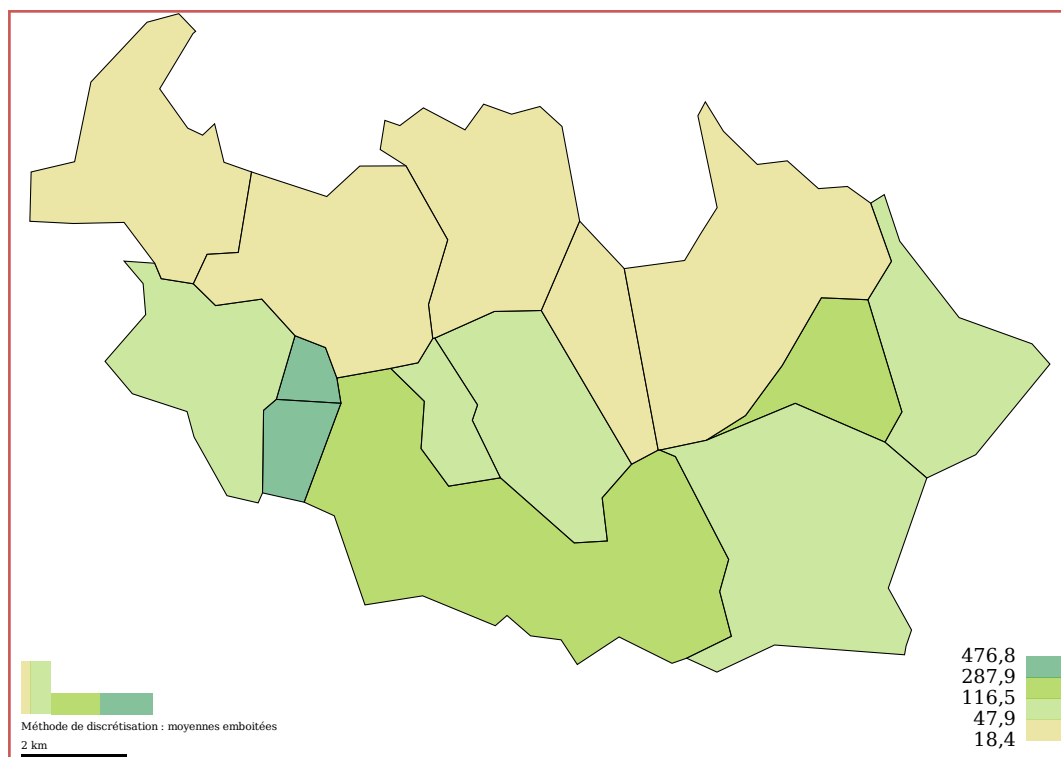 476,8
287,9
116,5
47,9
18,4
Méthode de discrétisation : moyennes emboitées
2 km